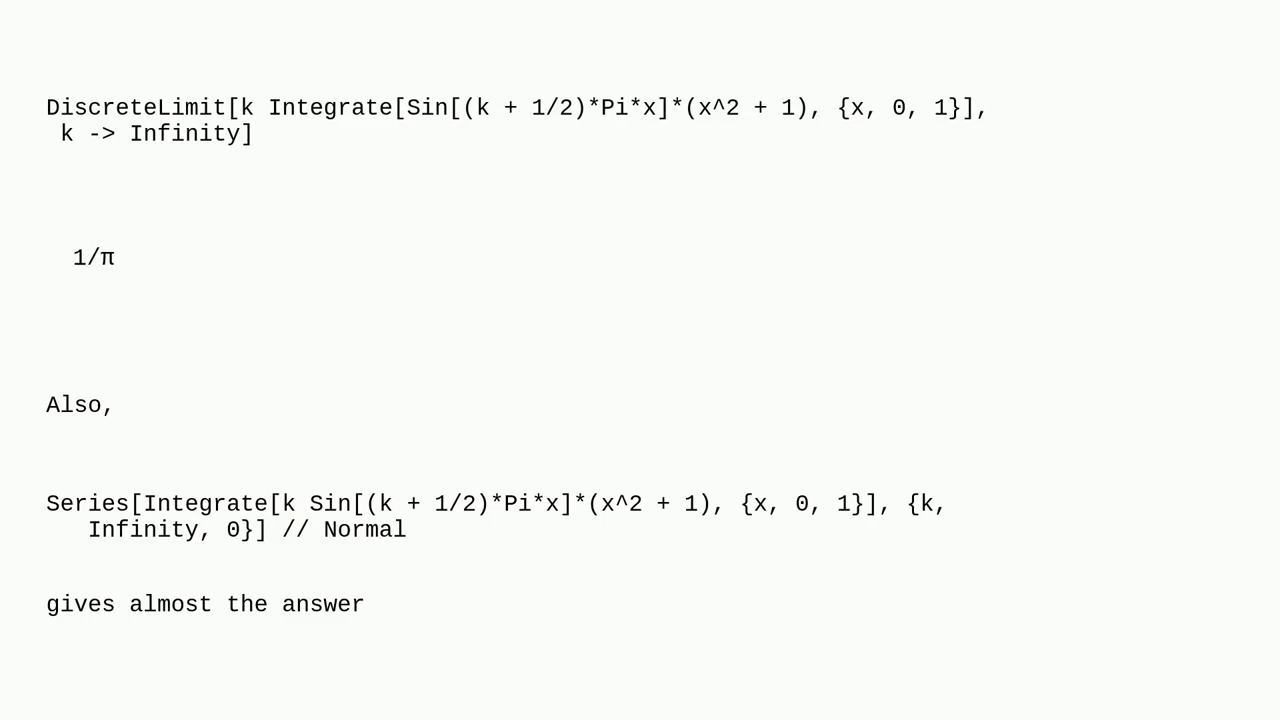 DiscreteLimit[k Integrate[Sin[(k + 1/2)*Pi*x]*(x^2 + 1), {x, 0, 1}],
k -> Infinity]
1/π
Also,
Series[Integrate[k Sin[(k + 1/2)*Pi*x]*(x^2 + 1), {x, 0, 1}], {k,
Infinity, 0}] // Normal
gives almost the answer